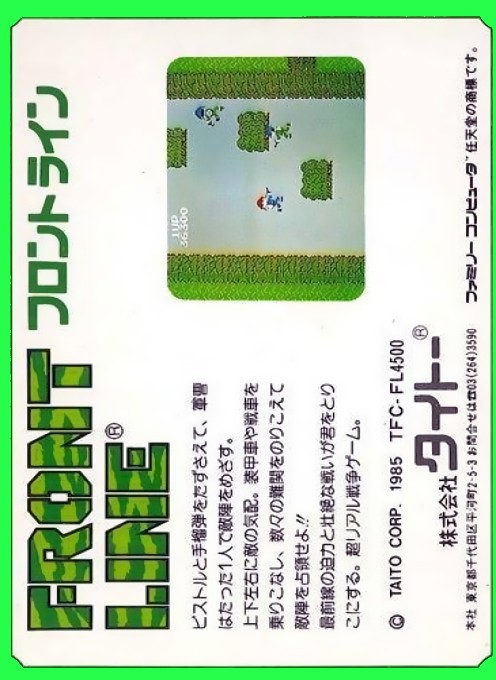 FRONT
LINE®
フロントライン
1UP
36300
ピストルと手榴弾をたずさえて、軍曹
はたった1人で敵陣をめざす。
上下左右に敵の気配。装甲車や戦車を
乗りこなし、数々の難関をのりこえて
敵陣を占領せよ!!
最前線の迫力と壮絶な戦いが君をとり
こにする。超リアル戦争ゲーム。
© TAITO CORP. 1985 TFC-FL4500
株式会社タイトー®
本社 東京都千代田区平河町2-5-3 お問合せは☎03(264)3590
ファミリーコンピュータ™任天堂の商標です。